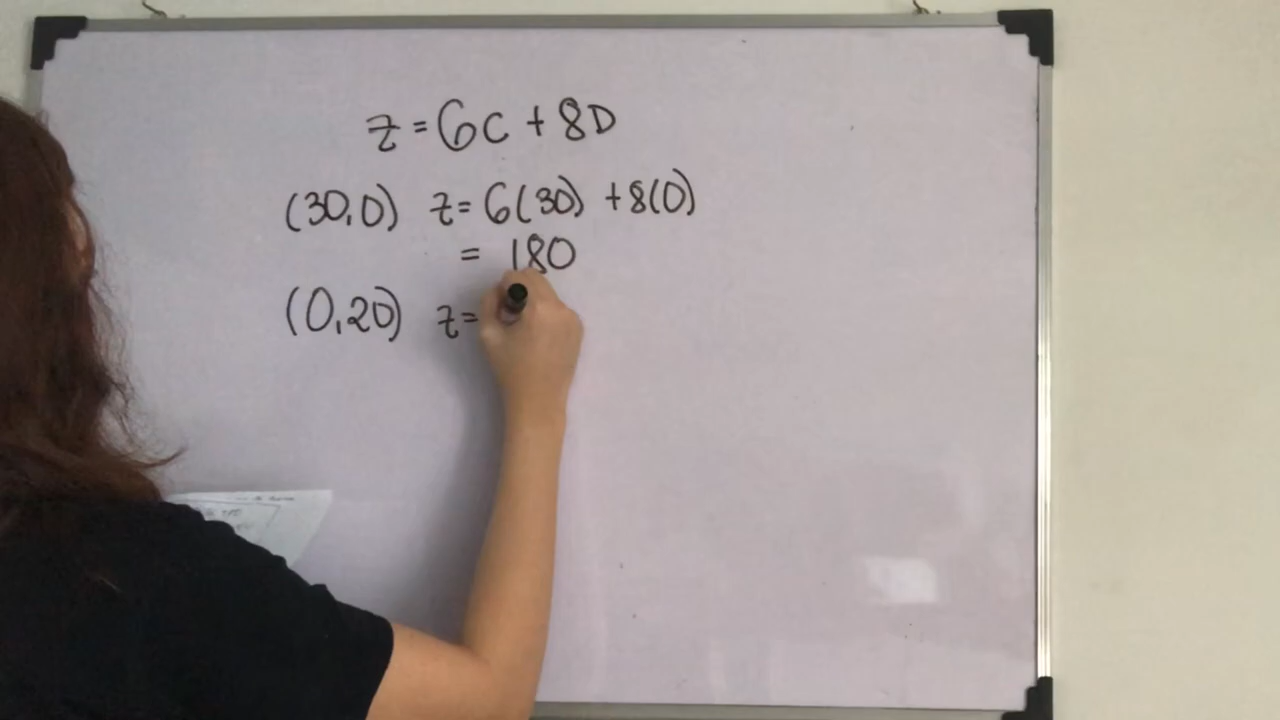 z = 6C + 8D
(30,0) z = 6(30) + 8(0)
= 180
(0,20) z =